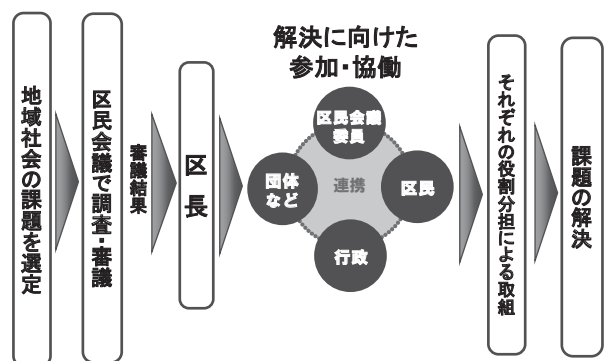 地域社会の課題を選定
区民会議で調査・審議
審議結果
区長
解決に向けた
参加・協働
区民会議
委員
団体
など
連携
区民
行政
それぞれの役割分担による取組
課題の解決